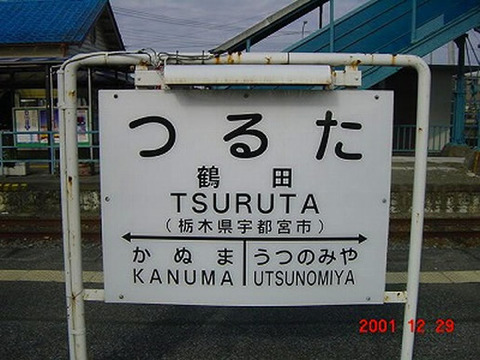 つるた
鶴田
TSURUTA
(栃木県宇都宮市)
かぬま うつのみや
KANUMA UTSUNOMIYA
2001 12 29